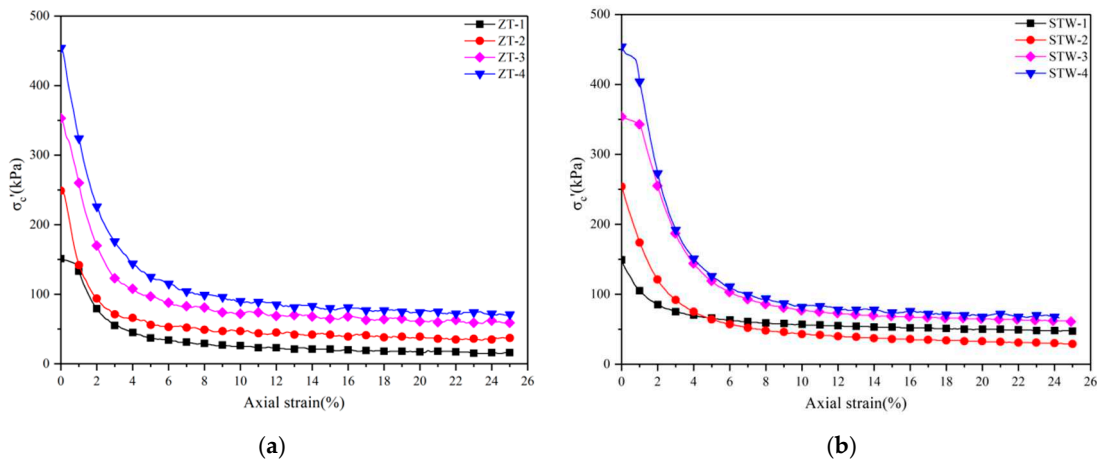 500
400
300
200
100
0
σc'(kPa)
ZT-1
ZT-2
ZT-3
ZT-4
0 2 4 6 8 10 12 14 16 18 20 22 24 26
Axial strain(%)
(a)
500
400
300
200
100
0
σc'(kPa)
STW-1
STW-2
STW-3
STW-4
0 2 4 6 8 10 12 14 16 18 20 22 24 26
Axial strain(%)
(b)